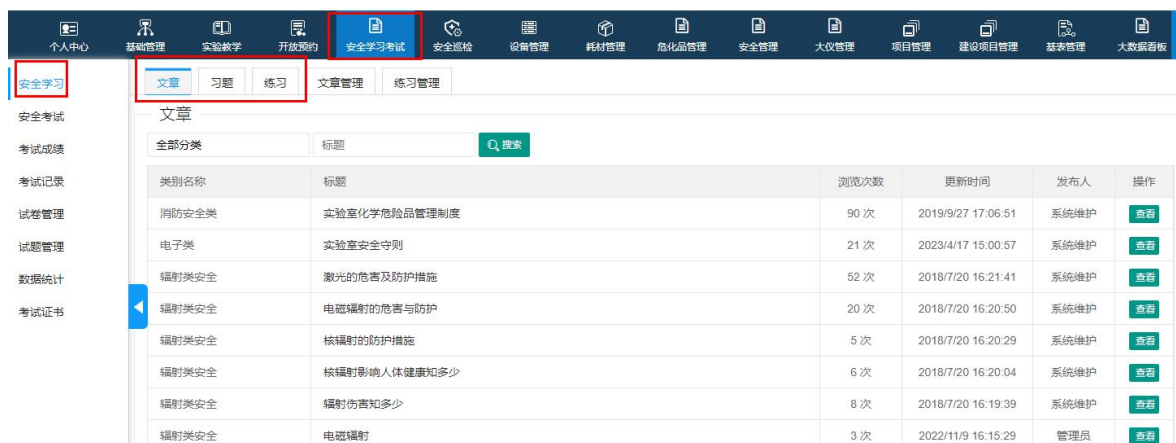 个人中心 基础管理 实验教学 开放预约 安全学习考试 安全巡检 设备管理 耗材管理 危化品管理 安全管理 大仪管理 项目管理 建设项目管理 基表管理 大数据看板
安全学习
安全考试
考试成绩
考试记录
试卷管理
试题管理
数据统计
考试证书
文章 习题 练习 文章管理 练习管理
文章
全部分类 标题 搜索
类别名称 标题 浏览次数 更新时间 发布人 操作
消防安全类 实验室化学危险品管理制度 90 次 2019/9/27 17:06:51 系统维护 查看
电子类 实验室安全守则 21 次 2023/4/17 15:00:57 系统维护 查看
辐射类安全 激光的危害及防护措施 52 次 2018/7/20 16:21:41 系统维护 查看
辐射类安全 电磁辐射的危害与防护 20 次 2018/7/20 16:20:50 系统维护 查看
辐射类安全 核辐射的防护措施 5 次 2018/7/20 16:20:29 系统维护 查看
辐射类安全 核辐射影响人体健康知多少 6 次 2018/7/20 16:20:04 系统维护 查看
辐射类安全 辐射伤害知多少 8 次 2018/7/20 16:19:39 系统维护 查看
辐射类安全 电磁辐射 3 次 2022/11/9 16:15:29 管理员 查看